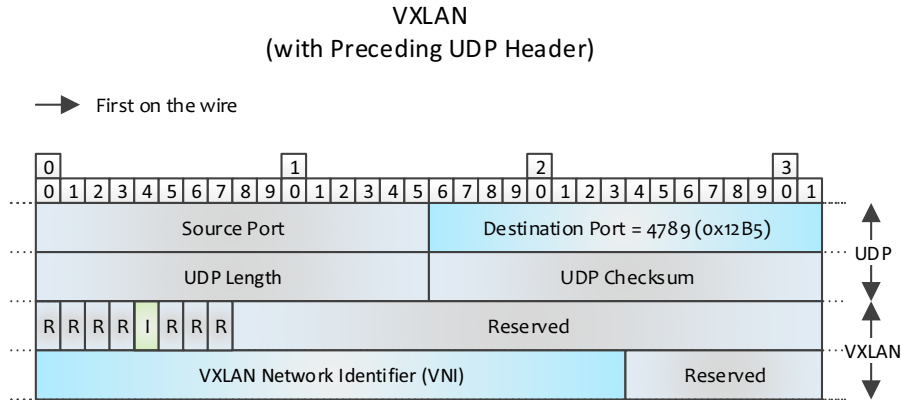 VXLAN
(with Preceding UDP Header)
First on the wire
0 1 2 3
0 1 2 3 4 5 6 7 8 9 0 1 2 3 4 5 6 7 8 9 0 1 2 3 4 5 6 7 8 9 0 1
Source Port Destination Port = 4789 (0x12B5)
UDP
UDP Length UDP Checksum
R R R R I R R R Reserved
VXLAN
VXLAN Network Identifier (VNI) Reserved